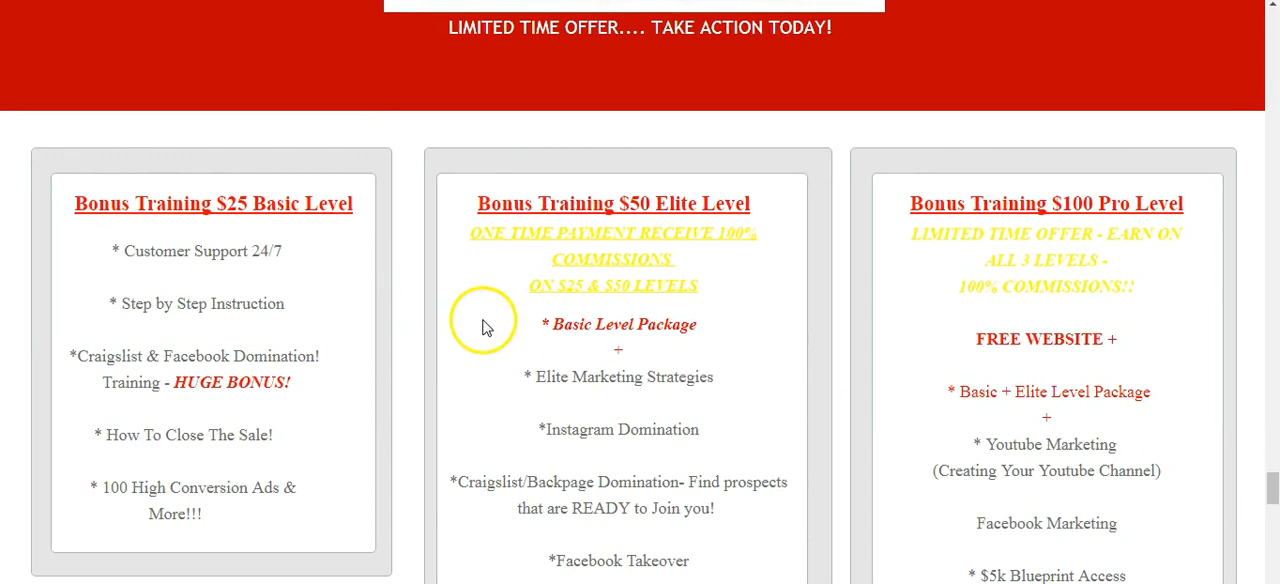 LIMITED TIME OFFER.... TAKE ACTION TODAY!
Bonus Training $25 Basic Level
* Customer Support 24/7
* Step by Step Instruction
*Craigslist & Facebook Domination!
Training - HUGE BONUS!
* How To Close The Sale!
* 100 High Conversion Ads &
More!!!
Bonus Training $50 Elite Level
ONE TIME PAYMENT RECEIVE 100%
COMMISSIONS
ON $25 & $50 LEVELS
* Basic Level Package
+
* Elite Marketing Strategies
*Instagram Domination
*Craigslist/Backpage Domination- Find prospects
that are READY to Join you!
*Facebook Takeover
Bonus Training $100 Pro Level
LIMITED TIME OFFER - EARN ON
ALL 3 LEVELS -
100% COMMISSIONS!!
FREE WEBSITE +
* Basic + Elite Level Package
+
* Youtube Marketing
(Creating Your Youtube Channel)
Facebook Marketing
* $5k Blueprint Access